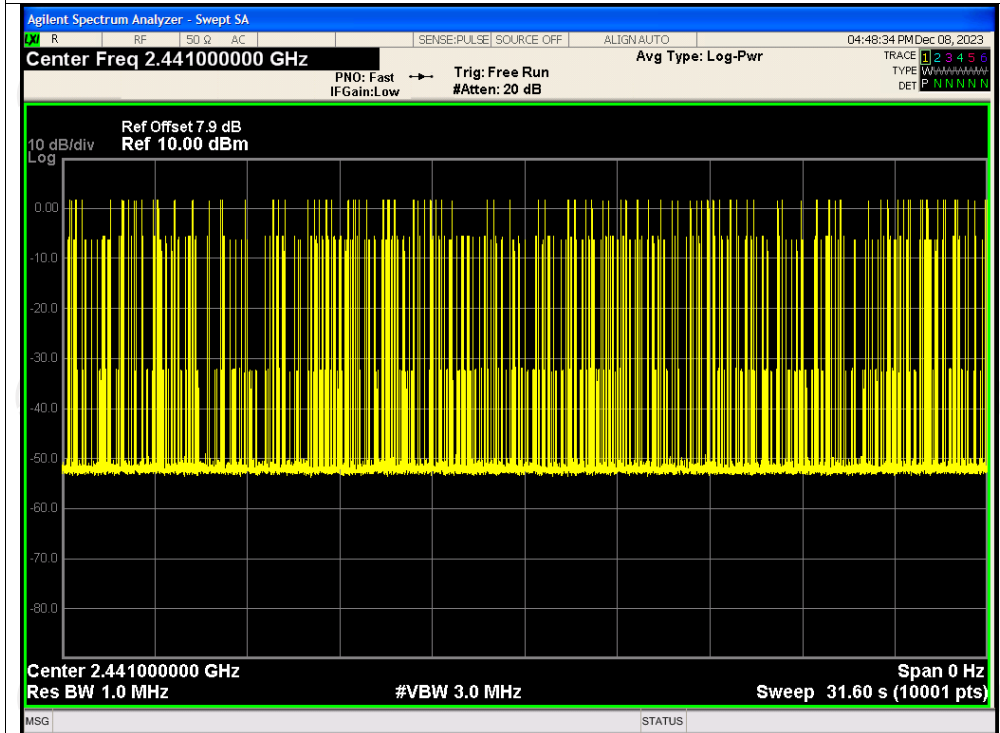 Agilent Spectrum Analyzer - Swept SA
LXI R RF 50 Ω AC SENSE:PULSE SOURCE OFF ALIGN AUTO 04:48:34 PM Dec 08, 2023
Center Freq 2.441000000 GHz Avg Type: Log-Pwr TRACE 1 2 3 4 5 6
PNO: Fast Trig: Free Run TYPE WWWWWW
IFGain:Low #Atten: 20 dB DET P N N N N N
Ref Offset 7.9 dB
10 dB/div Ref 10.00 dBm
Log
0.00
-10.0
-20.0
-30.0
-40.0
-50.0
-60.0
-70.0
-80.0
Center 2.441000000 GHz Span 0 Hz
Res BW 1.0 MHz #VBW 3.0 MHz Sweep 31.60 s (10001 pts)
MSG STATUS